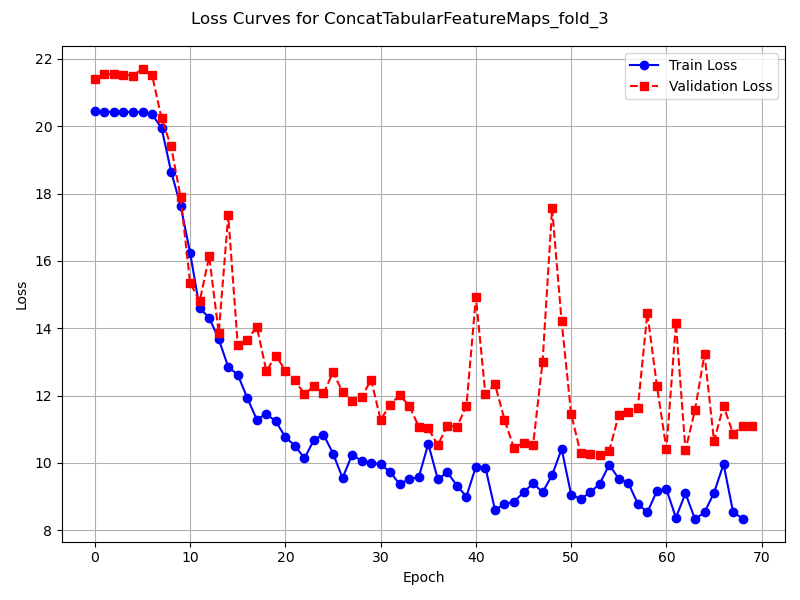 Loss Curves for ConcatTabularFeatureMaps_fold_3
Train Loss
Validation Loss
22
20
18
16
14
12
10
8
Loss
0 10 20 30 40 50 60 70
Epoch